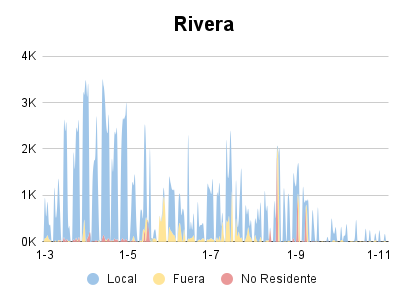 Rivera
4K
3K
2K
1K
0K
1-3 1-5 1-7 1-9 1-11
Local Fuera No Residente